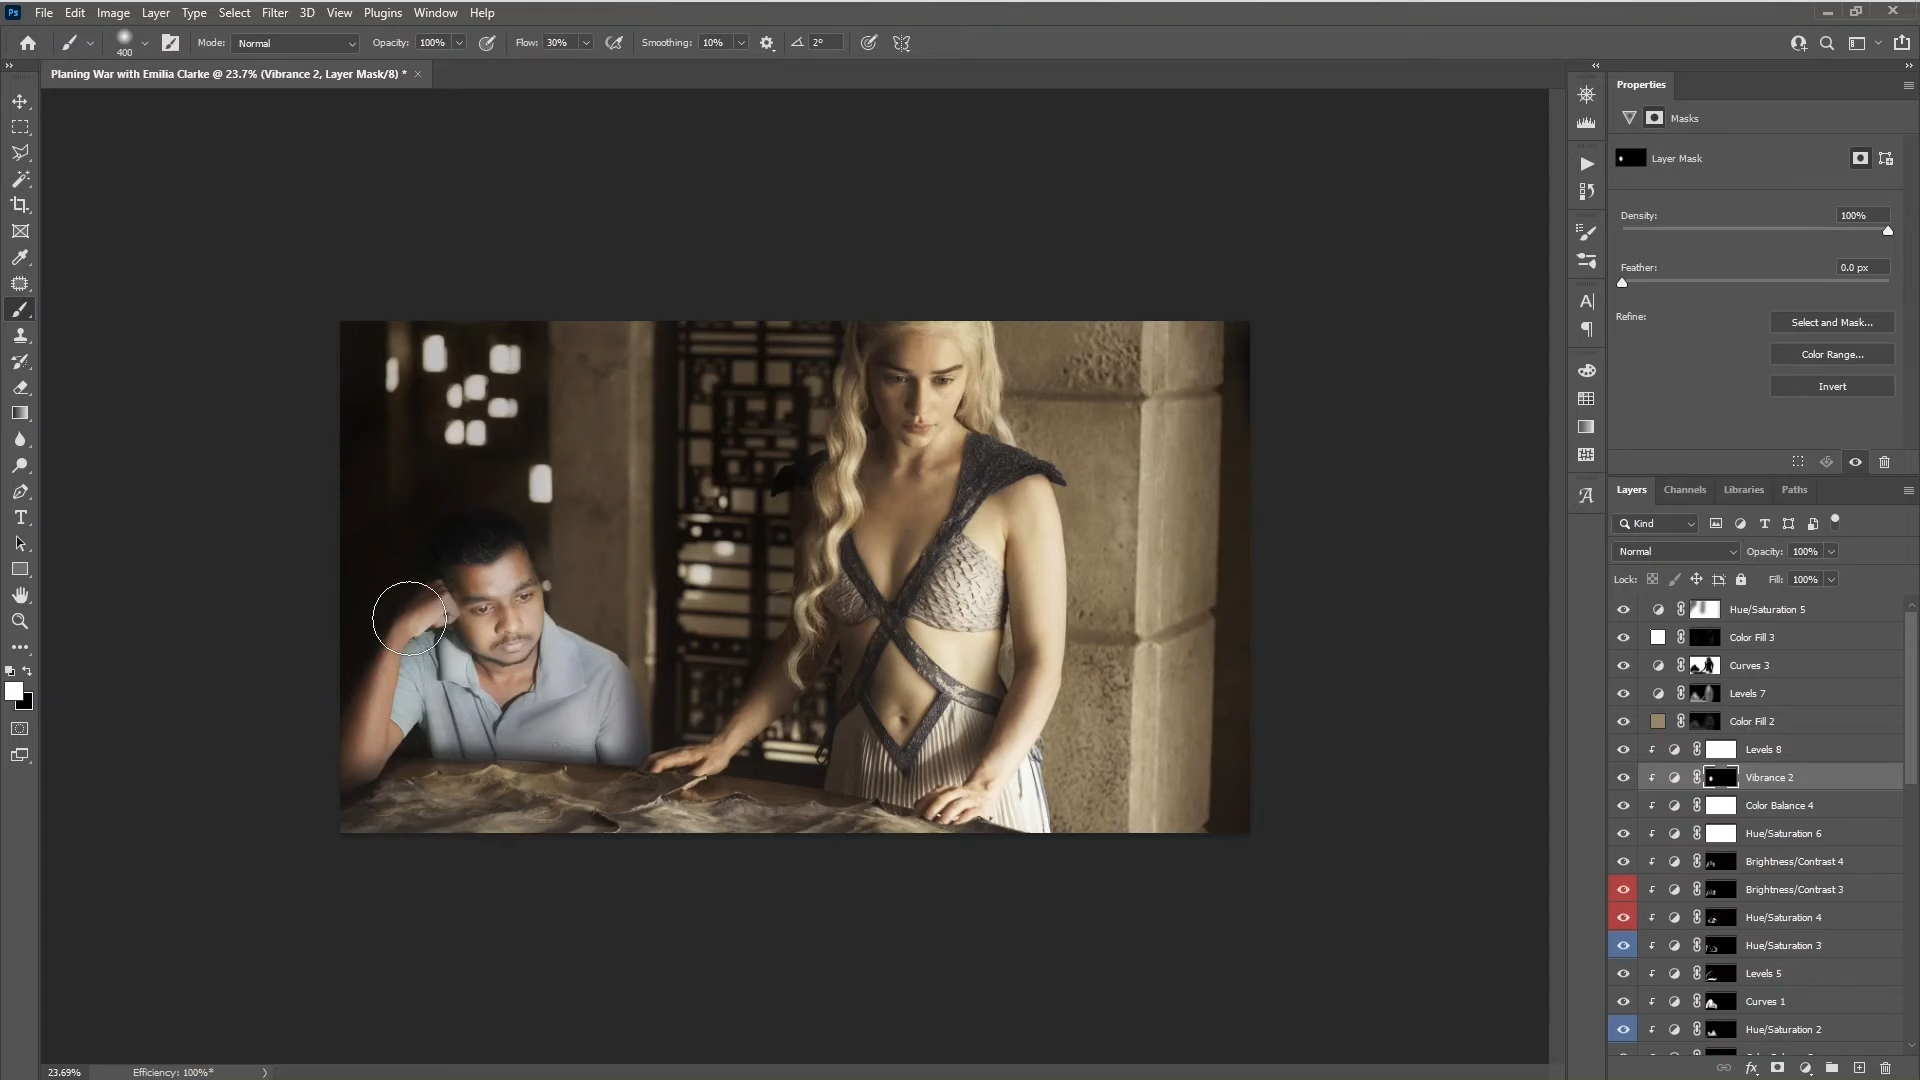 Ps File Edit Image Layer Type Select Filter 3D View Plugins Window Help
400 Mode: Normal Opacity: 100% Flow: 30% Smoothing: 10% 2°
Planing War with Emilia Clarke @ 23.7% (Vibrance 2, Layer Mask/8) * ×
Properties
Masks
Layer Mask
Density: 100%
Feather: 0.0 px
Refine: Select and Mask...
Color Range...
Invert
Layers Channels Libraries Paths
Kind
Normal Opacity: 100%
Lock: Fill: 100%
Hue/Saturation 5
Color Fill 3
Curves 3
Levels 7
Color Fill 2
Levels 8
Vibrance 2
Color Balance 4
Hue/Saturation 6
Brightness/Contrast 4
Brightness/Contrast 3
Hue/Saturation 4
Hue/Saturation 3
Levels 5
Curves 1
Hue/Saturation 2
23.69% Efficiency: 100%*